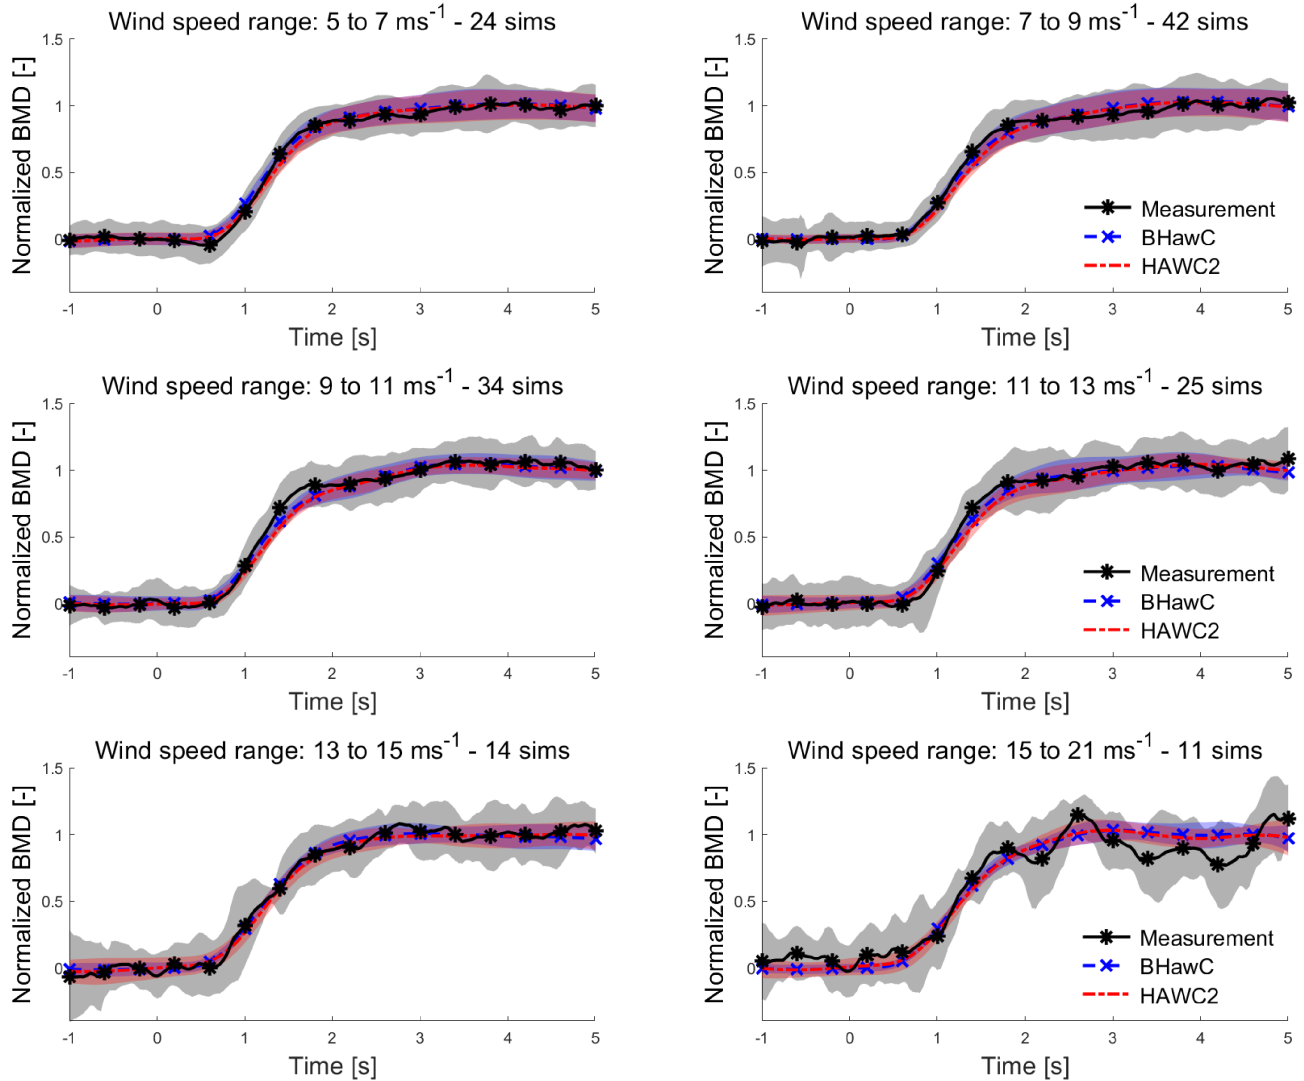 Wind speed range: 5 to 7 ms⁻¹ - 24 sims
Normalized BMD [-]
1.5
1
0.5
0
-1 0 1 2 3 4 5
Time [s]
Wind speed range: 7 to 9 ms⁻¹ - 42 sims
Normalized BMD [-]
1.5
1
0.5
0
Measurement
BHawC
HAWC2
-1 0 1 2 3 4 5
Time [s]
Wind speed range: 9 to 11 ms⁻¹ - 34 sims
Normalized BMD [-]
1.5
1
0.5
0
-1 0 1 2 3 4 5
Time [s]
Wind speed range: 11 to 13 ms⁻¹ - 25 sims
Normalized BMD [-]
1.5
1
0.5
0
Measurement
BHawC
HAWC2
-1 0 1 2 3 4 5
Time [s]
Wind speed range: 13 to 15 ms⁻¹ - 14 sims
Normalized BMD [-]
1.5
1
0.5
0
-1 0 1 2 3 4 5
Time [s]
Wind speed range: 15 to 21 ms⁻¹ - 11 sims
Normalized BMD [-]
1.5
1
0.5
0
Measurement
BHawC
HAWC2
-1 0 1 2 3 4 5
Time [s]